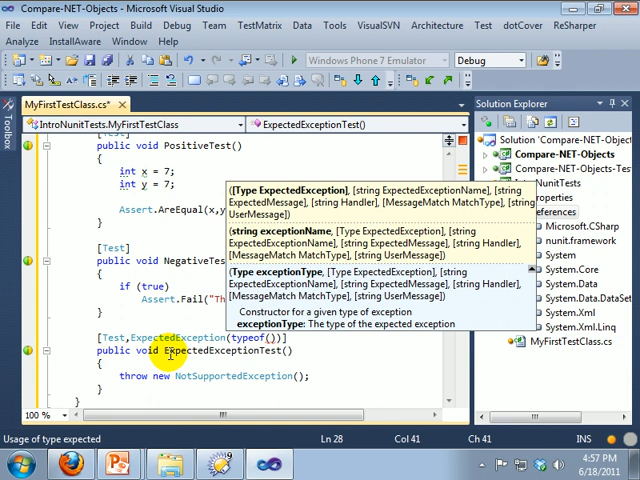 Compare-NET-Objects - Microsoft Visual Studio
File Edit View Project Build Debug Team TestMatrix Data Tools VisualSVN Architecture Test dotCover ReSharper
Analyze InstallAware Window Help
Windows Phone 7 Emulator Debug
MyFirstTestClass.cs*
IntroNunitTests.MyFirstTestClass
ExpectedExceptionTest()
[Test]
public void PositiveTest()
{
int x = 7;
int y = 7;
Assert.AreEqual(x,y
}
[Test]
public void Negative
{
if (true)
Assert.Fail("Th
}
[Test,ExpectedException(typeof())]
public void ExpectedExceptionTest()
{
throw new NotSupportedException();
}
}
([Type ExpectedException], [string ExpectedExceptionName], [string
ExpectedMessage], [string Handler], [MessageMatch MatchType], [string
UserMessage])
(string exceptionName, [Type ExpectedException], [string
ExpectedExceptionName], [string ExpectedMessage], [string Handler],
[MessageMatch MatchType], [string UserMessage])
(Type exceptionType, [Type ExpectedException], [string
ExpectedExceptionName], [string ExpectedMessage], [string Handler],
[MessageMatch MatchType], [string UserMessage])
Constructor for a given type of exception
exceptionType: The type of the expected exception
100 %
Toolbox
Solution Explorer
Solution 'Compare-NET-Objects'
Compare-NET-Objects
Compare-NET-Objects-Test
IntroNunitTests
Properties
References
Microsoft.CSharp
nunit.framework
System
System.Core
System.Data
System.Data.DataSet
System.Xml
System.Xml.Linq
MyFirstTestClass.cs
Usage of type expected
Ln 28 Col 41 Ch 41 INS
4:57 PM
6/18/2011